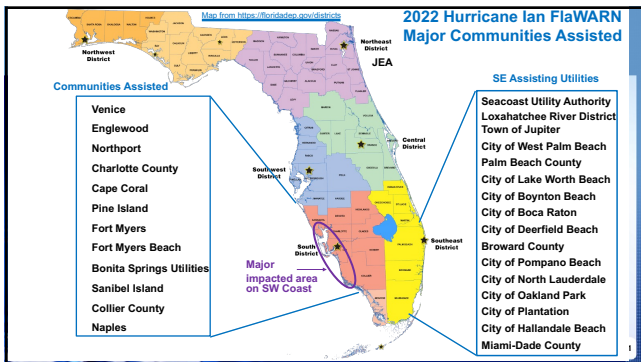 Map from https://floridadep.gov/districts
2022 Hurricane Ian FlaWARN
Major Communities Assisted
Northwest
District
Northeast
District
JEA
Communities Assisted
Venice
Englewood
Northport
Charlotte County
Cape Coral
Pine Island
Fort Myers
Fort Myers Beach
Bonita Springs Utilities
Sanibel Island
Collier County
Naples
Central
District
Southwest
District
South
District
Southeast
District
Major
impacted area
on SW Coast
SE Assisting Utilities
Seacoast Utility Authority
Loxahatchee River District
Town of Jupiter
City of West Palm Beach
Palm Beach County
City of Lake Worth Beach
City of Boynton Beach
City of Boca Raton
City of Deerfield Beach
Broward County
City of Pompano Beach
City of North Lauderdale
City of Oakland Park
City of Plantation
City of Hallandale Beach
Miami-Dade County